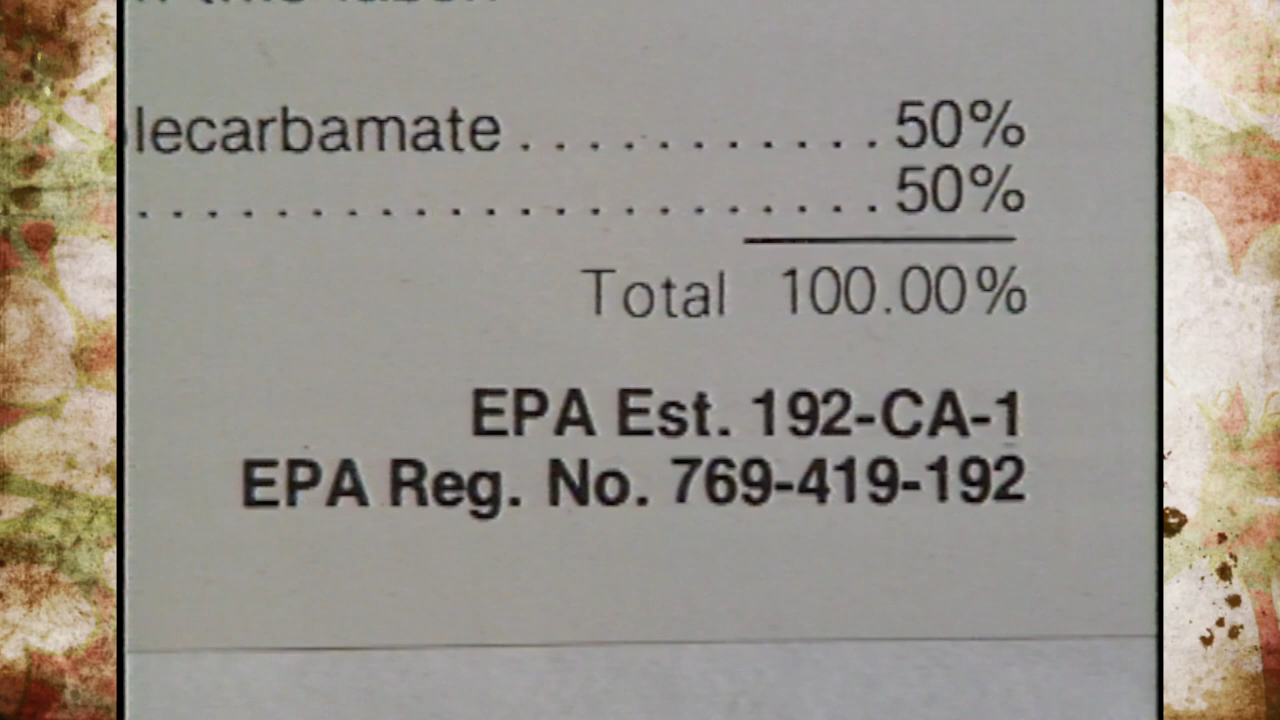 lecarbamate ............50%
.......................50%
Total 100.00%
EPA Est. 192-CA-1
EPA Reg. No. 769-419-192